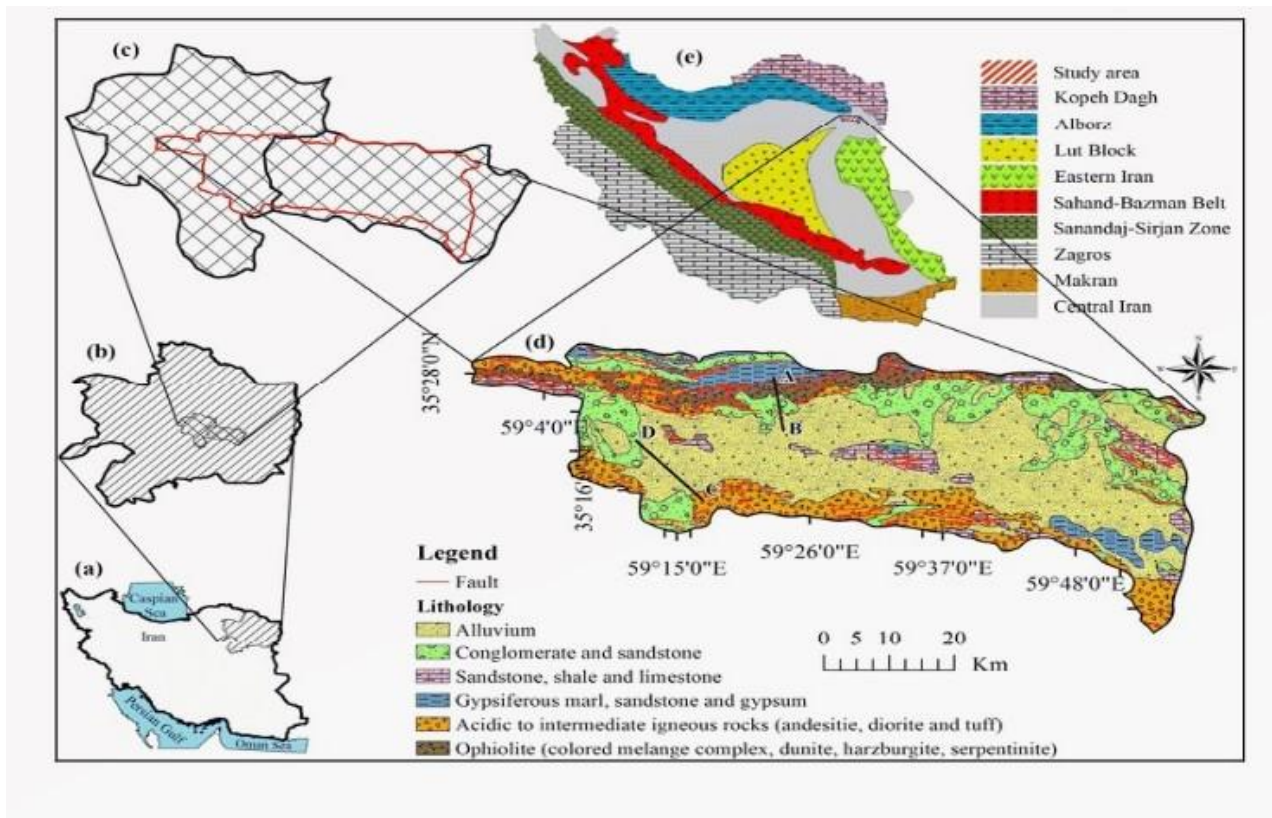 (c)
(e)
Study area
Kopeh Dagh
Alborz
Lut Block
Eastern Iran
Sahand-Bazman Belt
Sanandaj-Sirjan Zone
Zagros
Makran
Central Iran
(b)
(d)
35°28'0"N
A
B
D
C
59°4'0"
35°16'
59°15'0"E
59°26'0"E
59°37'0"E
59°48'0"E
(a)
Caspian
Sea
Iran
Persian Gulf
Oman Sea
Legend
Fault
Lithology
Alluvium
Conglomerate and sandstone
Sandstone, shale and limestone
Gypsiferous marl, sandstone and gypsum
Acidic to intermediate igneous rocks (andesitie, diorite and tuff)
Ophiolite (colored melange complex, dunite, harzburgite, serpentinite)
0 5 10 20
Km